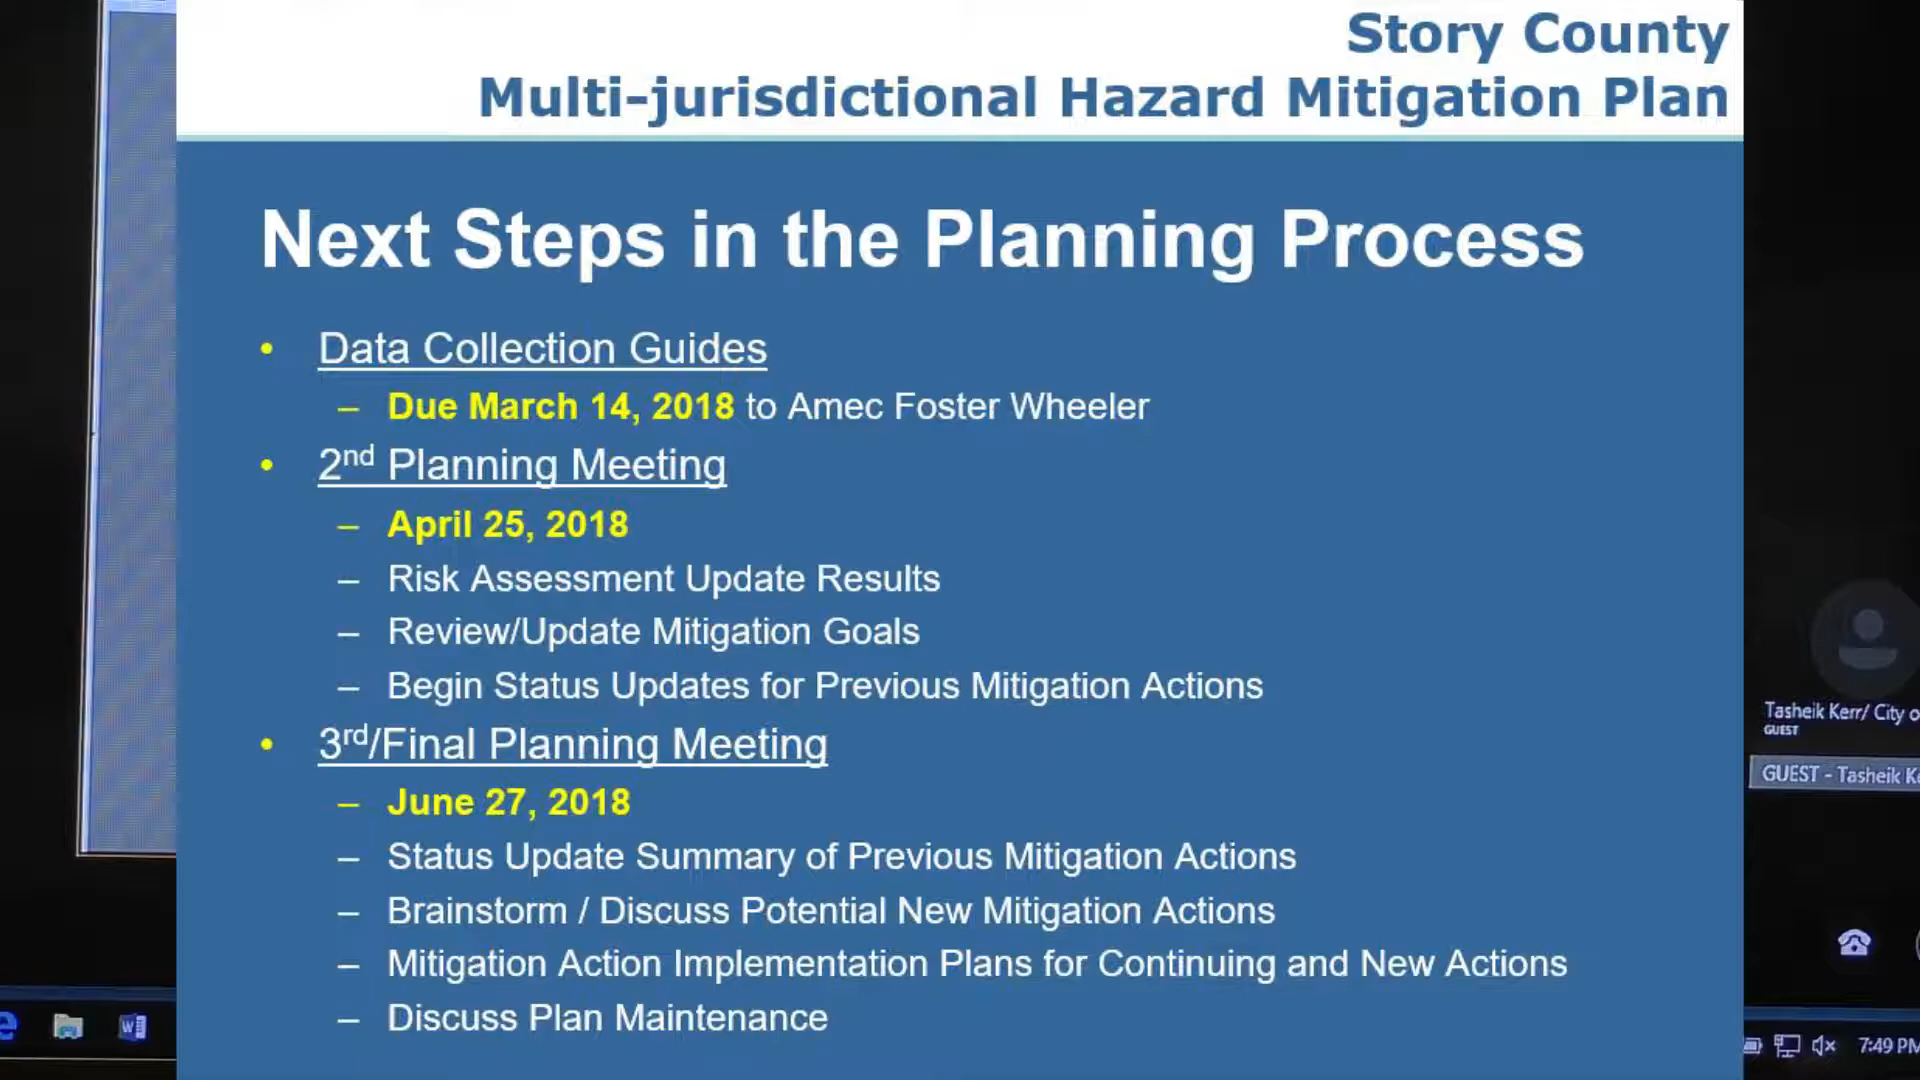 Story County
Multi-jurisdictional Hazard Mitigation Plan
Next Steps in the Planning Process
• Data Collection Guides
– Due March 14, 2018 to Amec Foster Wheeler
• 2nd Planning Meeting
– April 25, 2018
– Risk Assessment Update Results
– Review/Update Mitigation Goals
– Begin Status Updates for Previous Mitigation Actions
• 3rd/Final Planning Meeting
– June 27, 2018
– Status Update Summary of Previous Mitigation Actions
– Brainstorm / Discuss Potential New Mitigation Actions
– Mitigation Action Implementation Plans for Continuing and New Actions
– Discuss Plan Maintenance
Tasheik Kerr/ City o
GUEST
GUEST - Tasheik Ke
7:49 PM